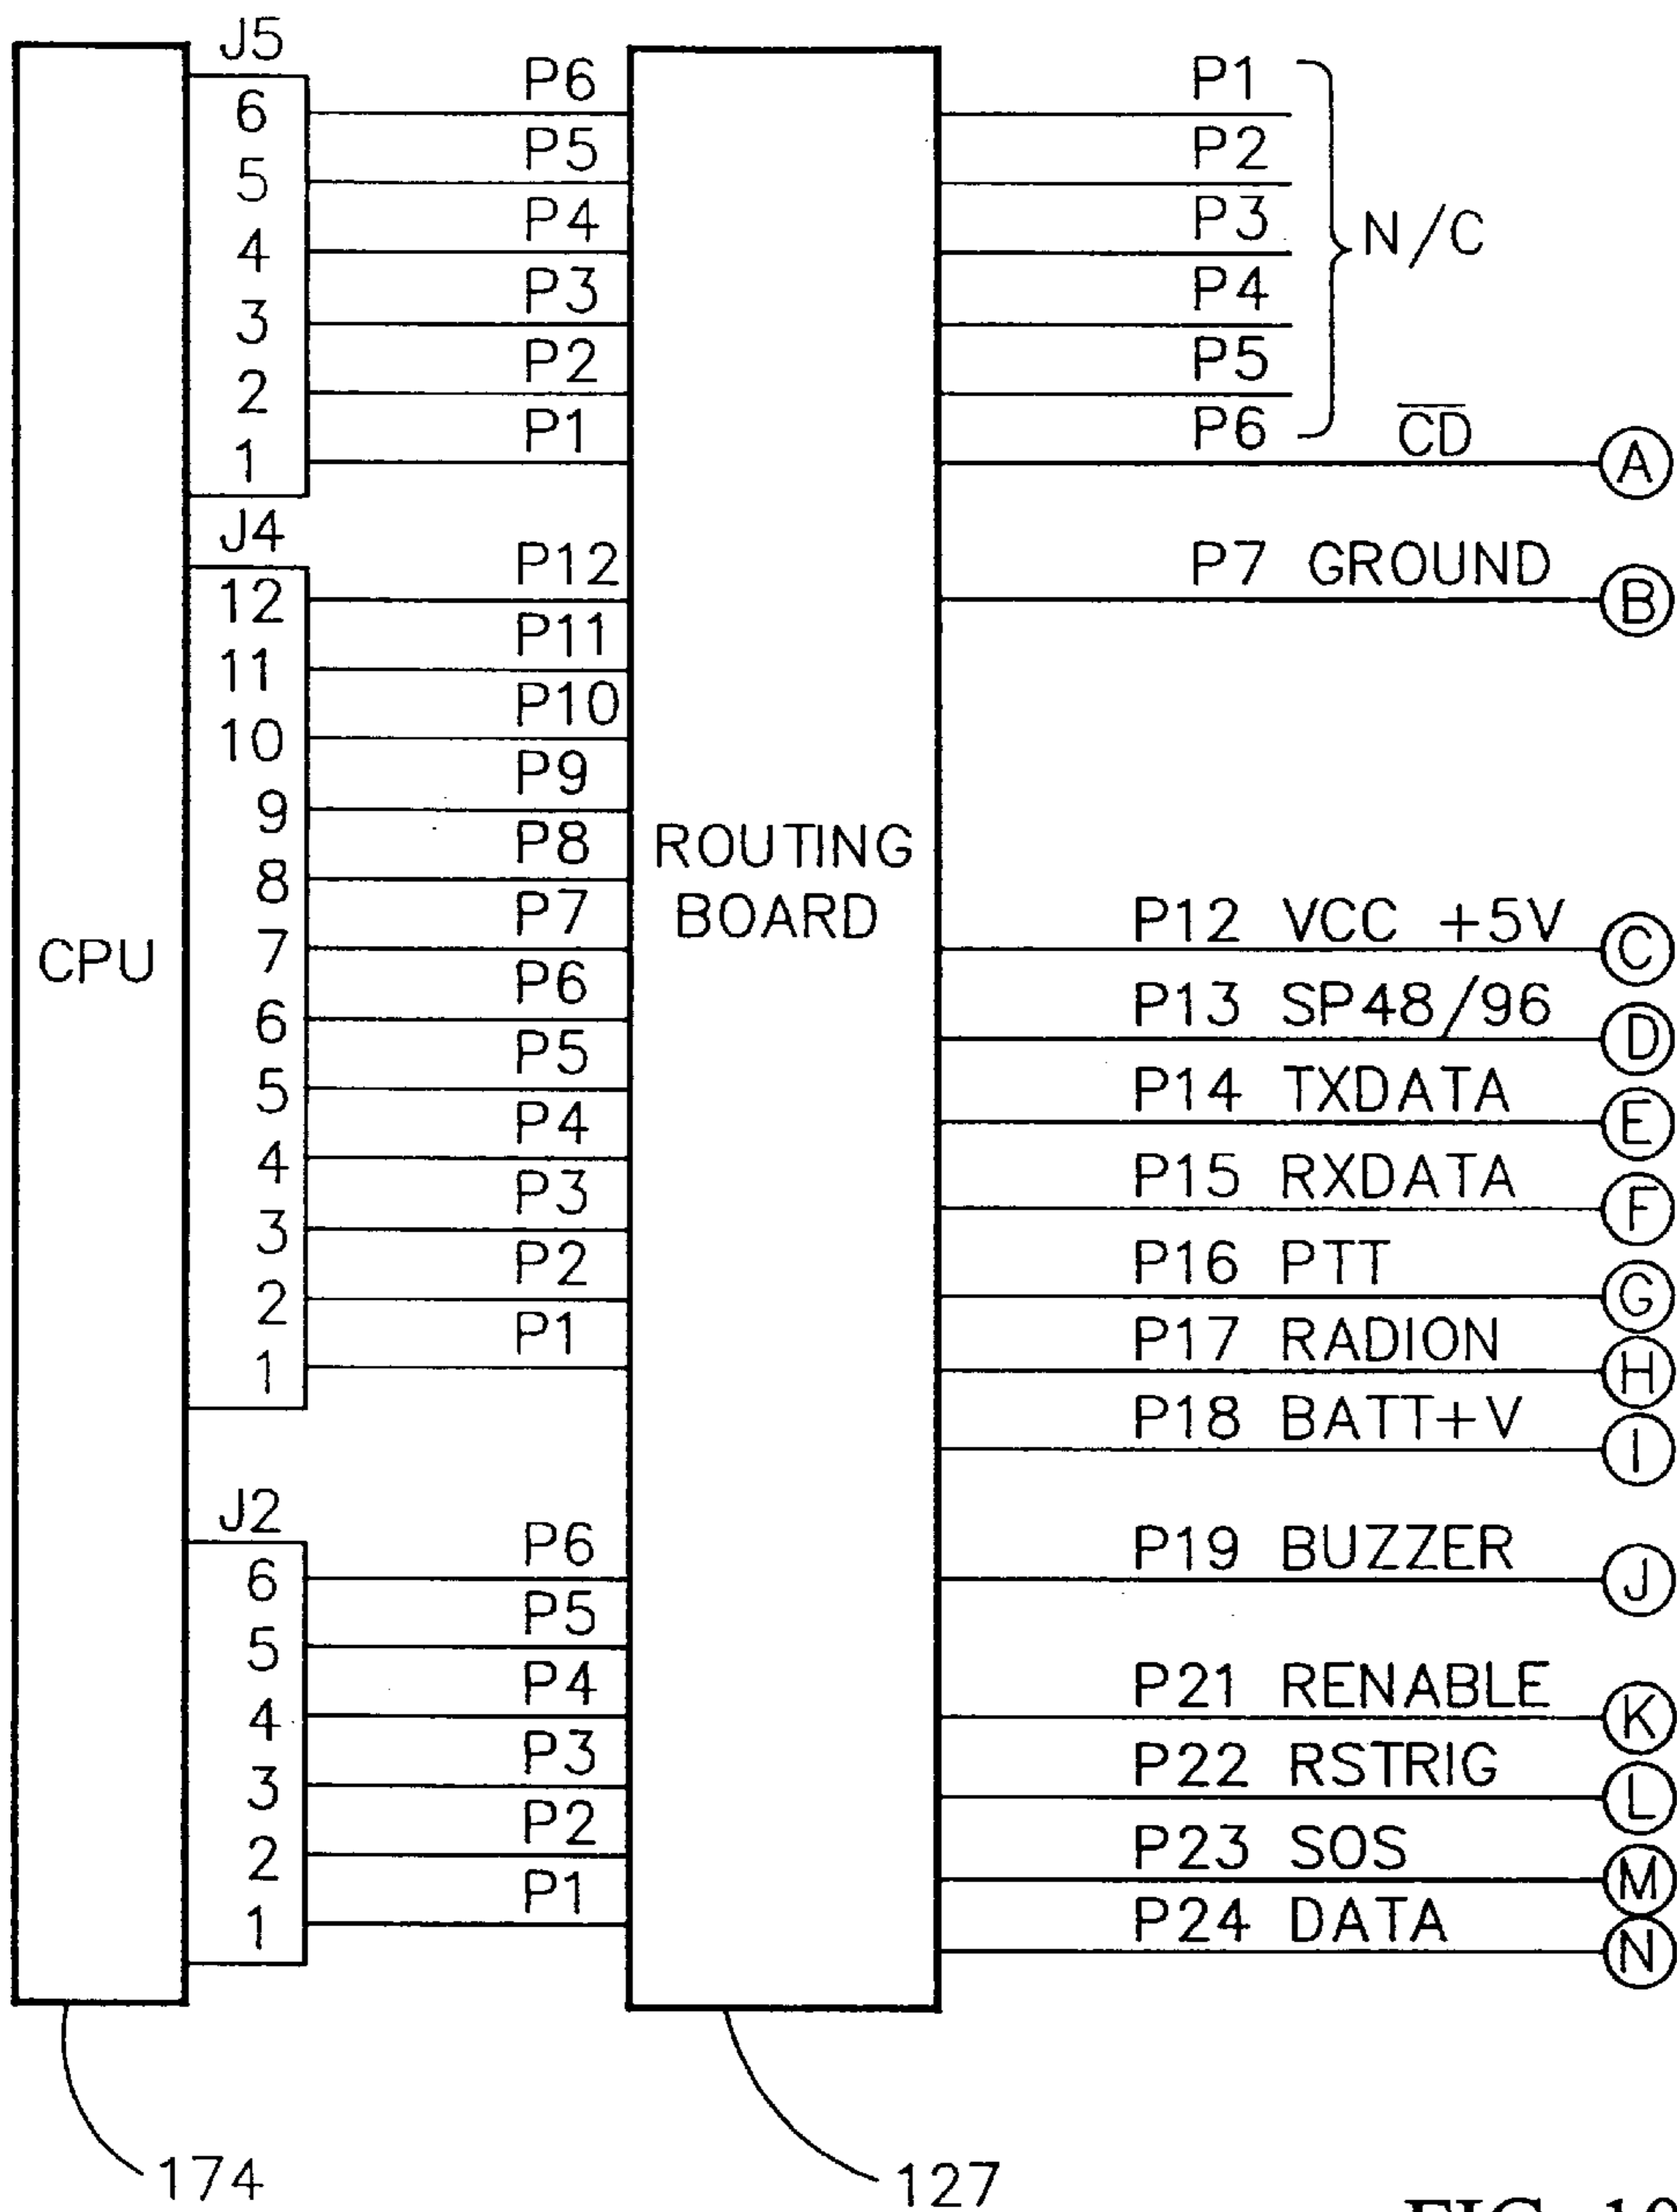 J5
6 P6
5 P5
4 P4
3 P3
2 P2
1 P1
J4
12 P12
11 P11
10 P10
9 P9
8 P8
7 P7
6 P6
5 P5
4 P4
3 P3
2 P2
1 P1
J2
6 P6
5 P5
4 P4
3 P3
2 P2
1 P1
CPU
ROUTING
BOARD
P1
P2
P3
P4
P5
N/C
P6 C̅D̅ A
P7 GROUND B
P12 VCC +5V C
P13 SP48/96 D
P14 TXDATA E
P15 RXDATA F
P16 PTT G
P17 RADION H
P18 BATT+V I
P19 BUZZER J
P21 RENABLE K
P22 RSTRIG L
P23 SOS M
P24 DATA N
174
127